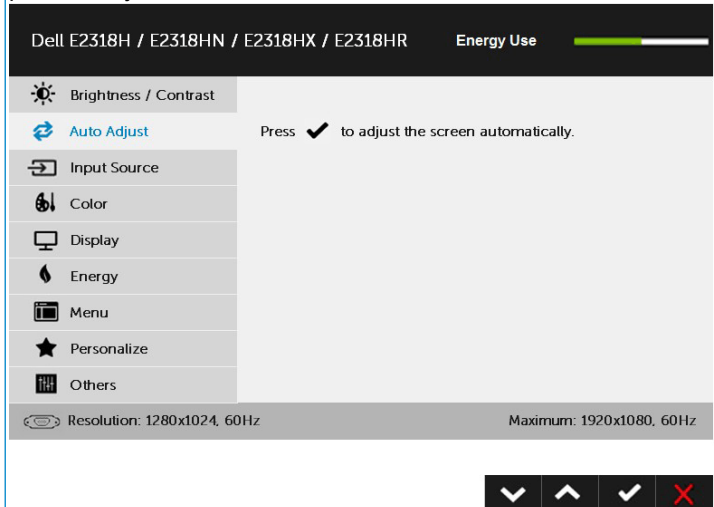 Dell E2318H / E2318HN / E2318HX / E2318HR Energy Use
Brightness / Contrast
Auto Adjust
Press ✔ to adjust the screen automatically.
Input Source
Color
Display
Energy
Menu
Personalize
Others
Resolution: 1280x1024, 60Hz Maximum: 1920x1080, 60Hz